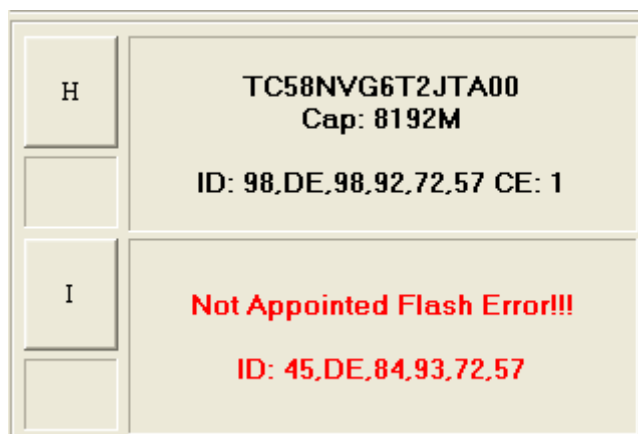 H
TC58NVG6T2JTA00
Cap: 8192M
ID: 98,DE,98,92,72,57 CE: 1
I
Not Appointed Flash Error!!!
ID: 45,DE,84,93,72,57